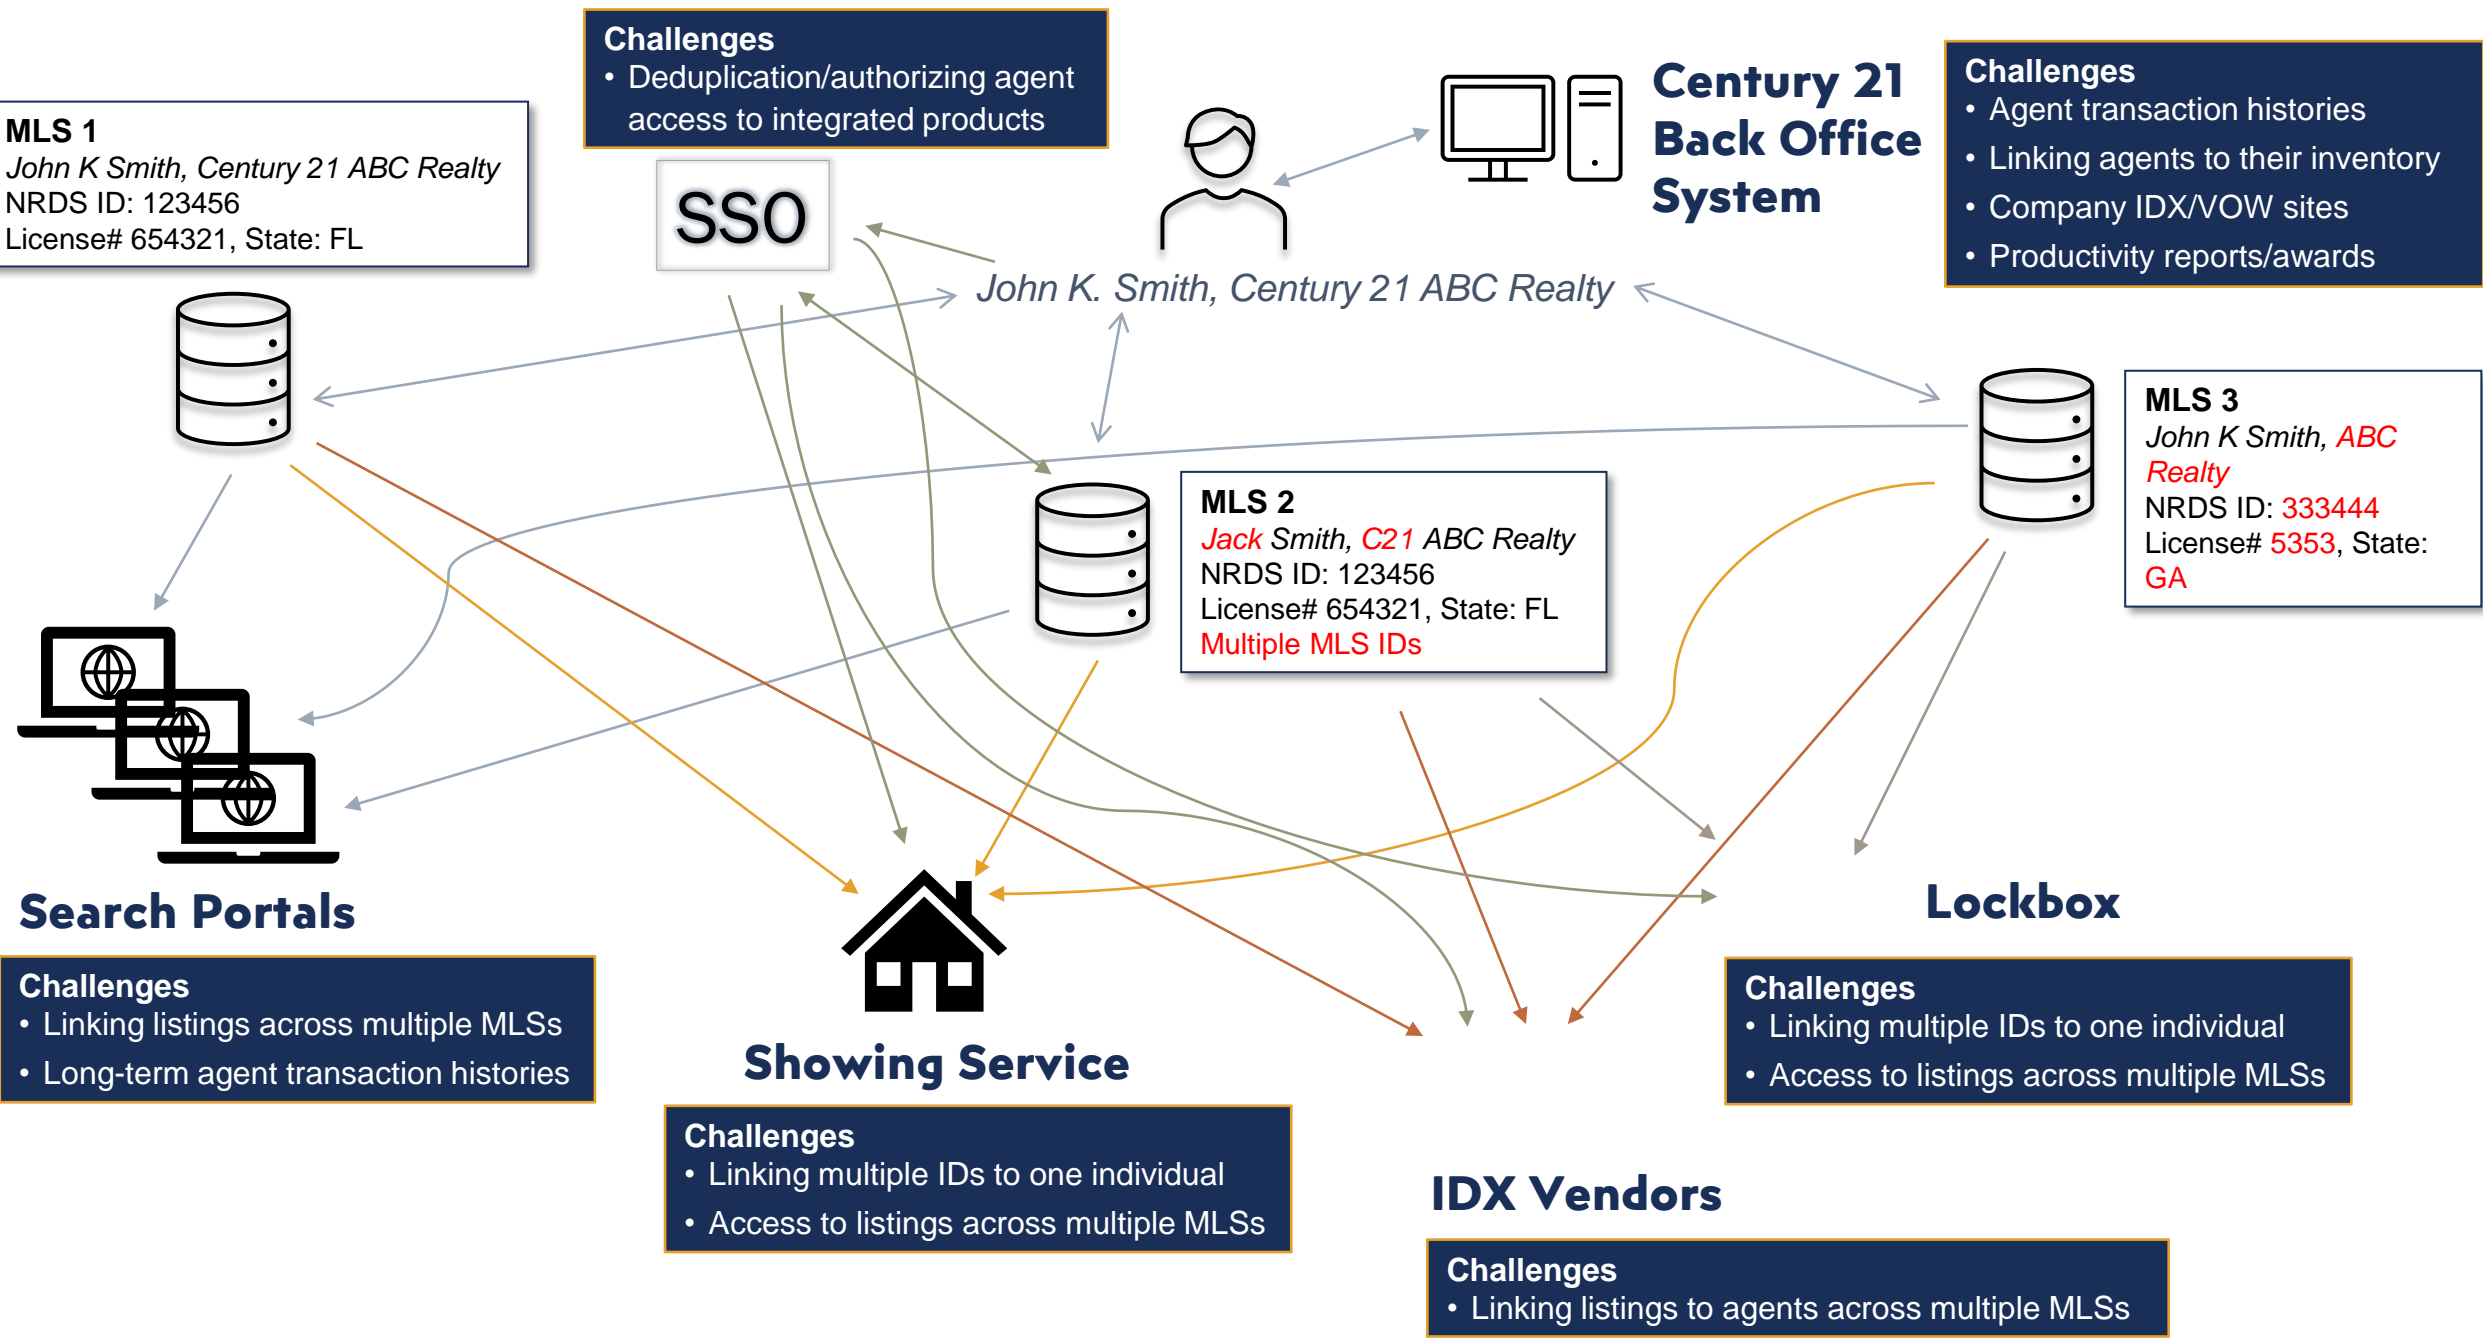 Challenges
• Deduplication/authorizing agent
access to integrated products
Century 21
Back Office
System
Challenges
• Agent transaction histories
• Linking agents to their inventory
• Company IDX/VOW sites
• Productivity reports/awards
MLS 1
John K Smith, Century 21 ABC Realty
NRDS ID: 123456
License# 654321, State: FL
SSO
John K. Smith, Century 21 ABC Realty
MLS 2
Jack Smith, C21 ABC Realty
NRDS ID: 123456
License# 654321, State: FL
Multiple MLS IDs
MLS 3
John K Smith, ABC
Realty
NRDS ID: 333444
License# 5353, State:
GA
Search Portals
Challenges
• Linking listings across multiple MLSs
• Long-term agent transaction histories
Showing Service
Challenges
• Linking multiple IDs to one individual
• Access to listings across multiple MLSs
Lockbox
Challenges
• Linking multiple IDs to one individual
• Access to listings across multiple MLSs
IDX Vendors
Challenges
• Linking listings to agents across multiple MLSs